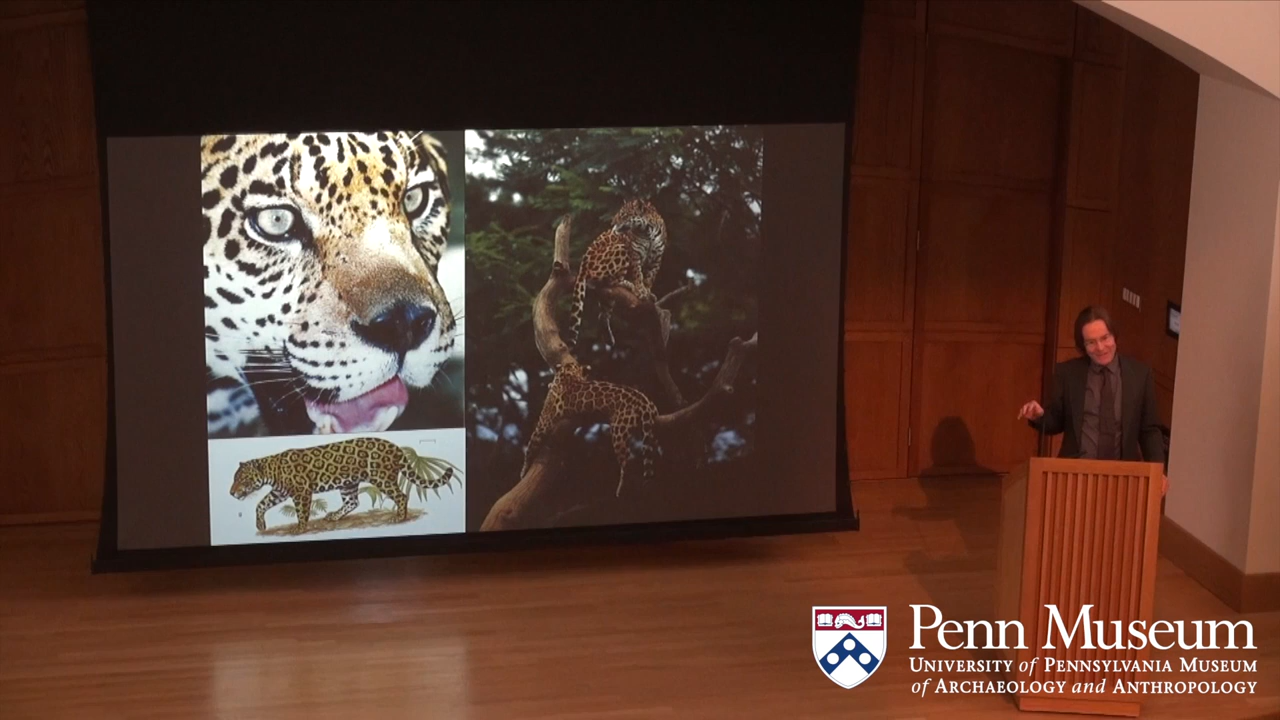 Penn Museum
UNIVERSITY of PENNSYLVANIA MUSEUM
of ARCHAEOLOGY and ANTHROPOLOGY